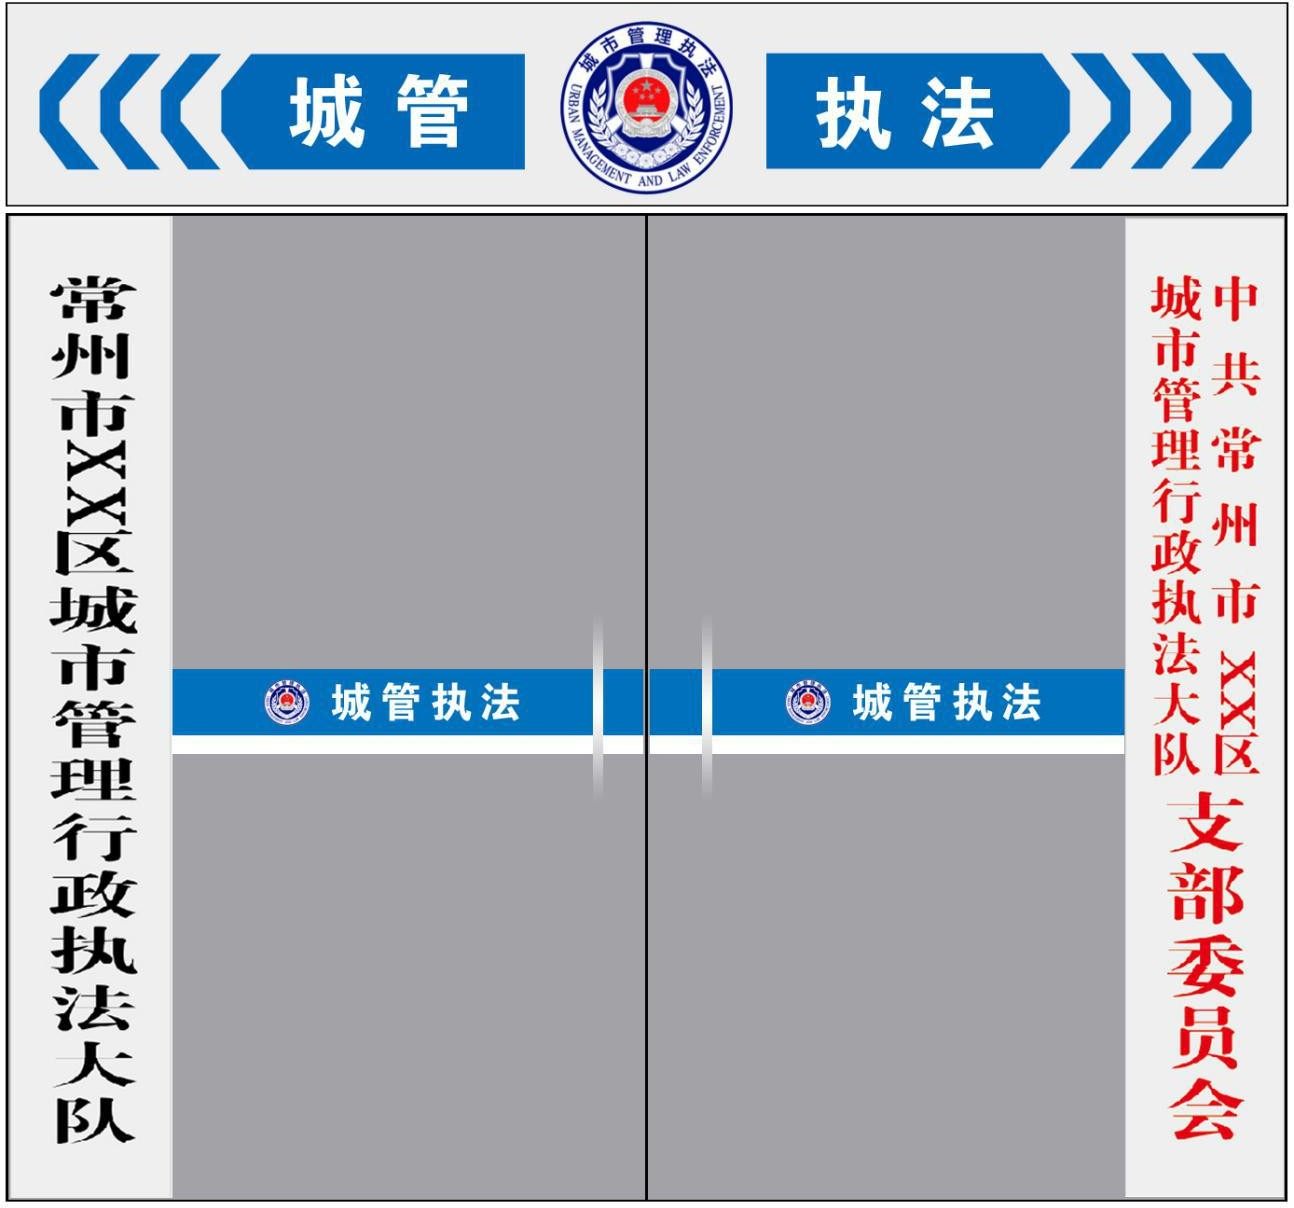 城管
城市管理执法
URBAN MANAGEMENT AND LAW ENFORCEMENT
执法
常州市XX区城市管理行政执法大队
城管执法
城管执法
中共常州市XX区
城市管理行政执法大队
支部委员会